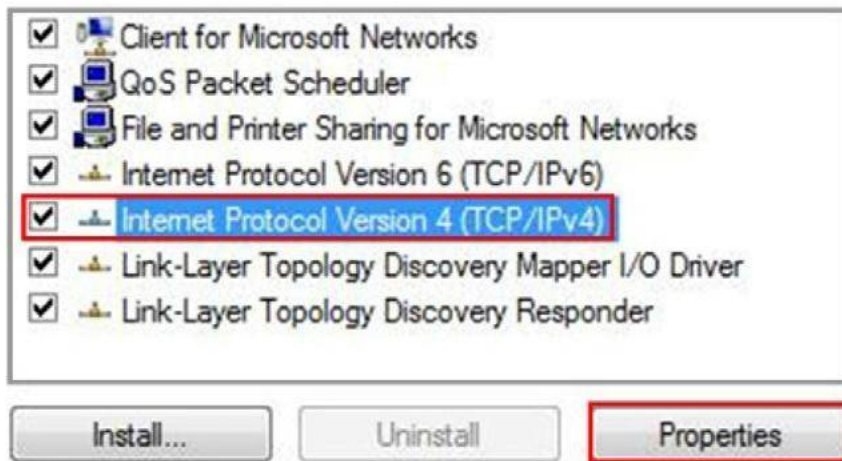 Client for Microsoft Networks
QoS Packet Scheduler
File and Printer Sharing for Microsoft Networks
Internet Protocol Version 6 (TCP/IPv6)
Internet Protocol Version 4 (TCP/IPv4)
Link-Layer Topology Discovery Mapper I/O Driver
Link-Layer Topology Discovery Responder
Install... Uninstall Properties